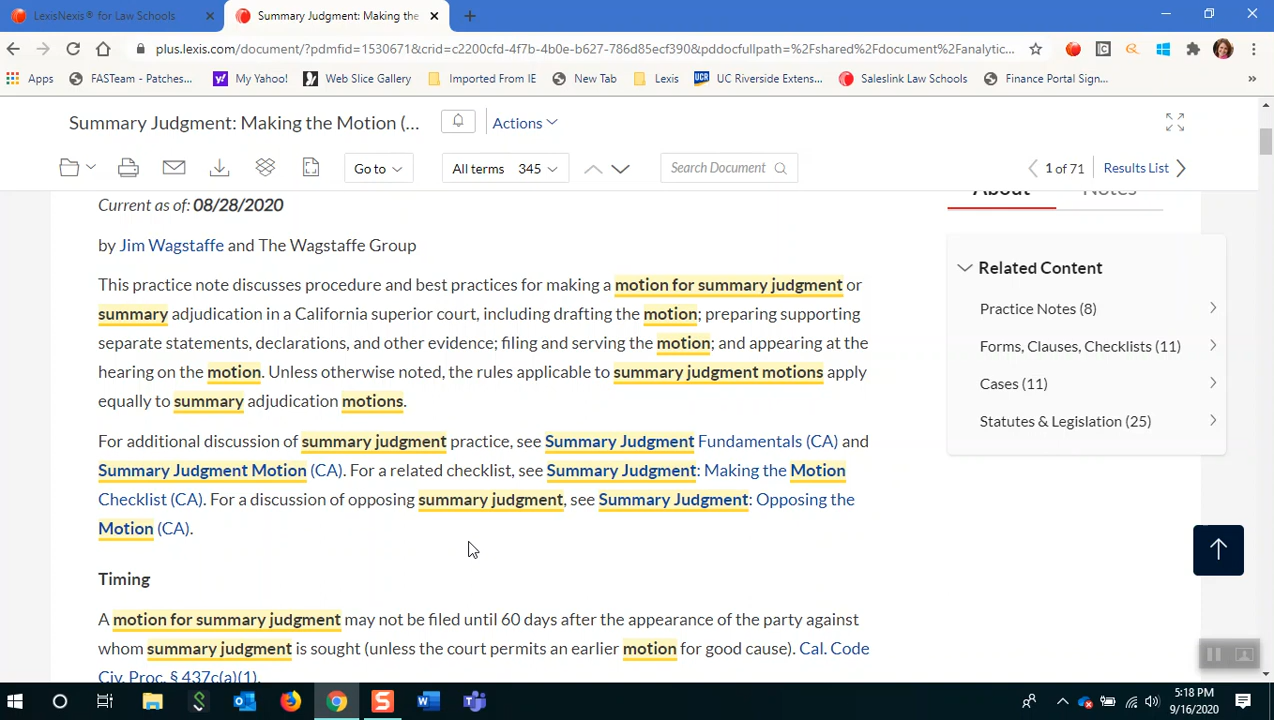 LexisNexis® for Law Schools
Summary Judgment: Making the
plus.lexis.com/document/?pdmfid=1530671&crid=c2200cfd-4f7b-4b0e-b627-786d85ecf390&pddocfullpath=%2Fshared%2Fdocument%2Fanalytic...
Apps
FASTeam - Patches...
My Yahoo!
Web Slice Gallery
Imported From IE
New Tab
Lexis
UCR
UC Riverside Exten...
Saleslink Law Schools
Finance Portal Sign...
»
Summary Judgment: Making the Motion (...
Actions
Go to
All terms 345
Search Document
1 of 71
Results List
About
Notes
Current as of: 08/28/2020
by Jim Wagstaffe and The Wagstaffe Group
This practice note discusses procedure and best practices for making a motion for summary judgment or
summary adjudication in a California superior court, including drafting the motion; preparing supporting
separate statements, declarations, and other evidence; filing and serving the motion; and appearing at the
hearing on the motion. Unless otherwise noted, the rules applicable to summary judgment motions apply
equally to summary adjudication motions.
For additional discussion of summary judgment practice, see Summary Judgment Fundamentals (CA) and
Summary Judgment Motion (CA). For a related checklist, see Summary Judgment: Making the Motion
Checklist (CA). For a discussion of opposing summary judgment, see Summary Judgment: Opposing the
Motion (CA).
Timing
A motion for summary judgment may not be filed until 60 days after the appearance of the party against
whom summary judgment is sought (unless the court permits an earlier motion for good cause). Cal. Code
Civ. Proc. § 437c(a)(1).
Related Content
Practice Notes (8)
Forms, Clauses, Checklists (11)
Cases (11)
Statutes & Legislation (25)
5:18 PM
9/16/2020